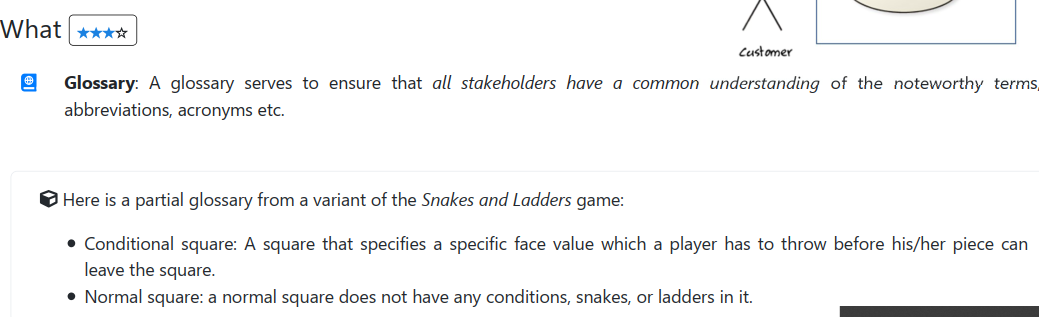 What ★★★☆
Customer
Glossary: A glossary serves to ensure that all stakeholders have a common understanding of the noteworthy terms,
abbreviations, acronyms etc.
Here is a partial glossary from a variant of the Snakes and Ladders game:
• Conditional square: A square that specifies a specific face value which a player has to throw before his/her piece can
leave the square.
• Normal square: a normal square does not have any conditions, snakes, or ladders in it.